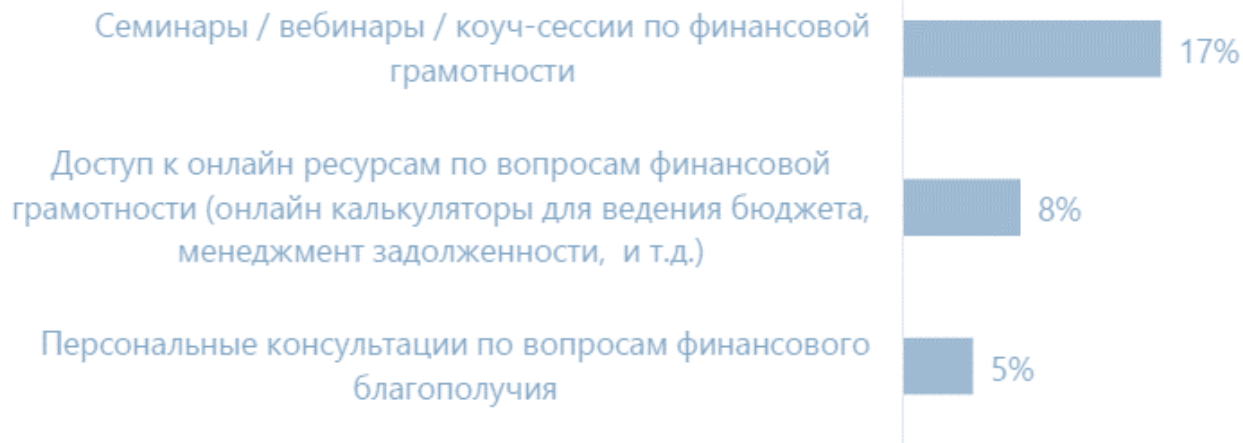 Семинары / вебинары / коуч-сессии по финансовой
грамотности
17%
Доступ к онлайн ресурсам по вопросам финансовой
грамотности (онлайн калькуляторы для ведения бюджета,
менеджмент задолженности,  и т.д.)
8%
Персональные консультации по вопросам финансового
благополучия
5%